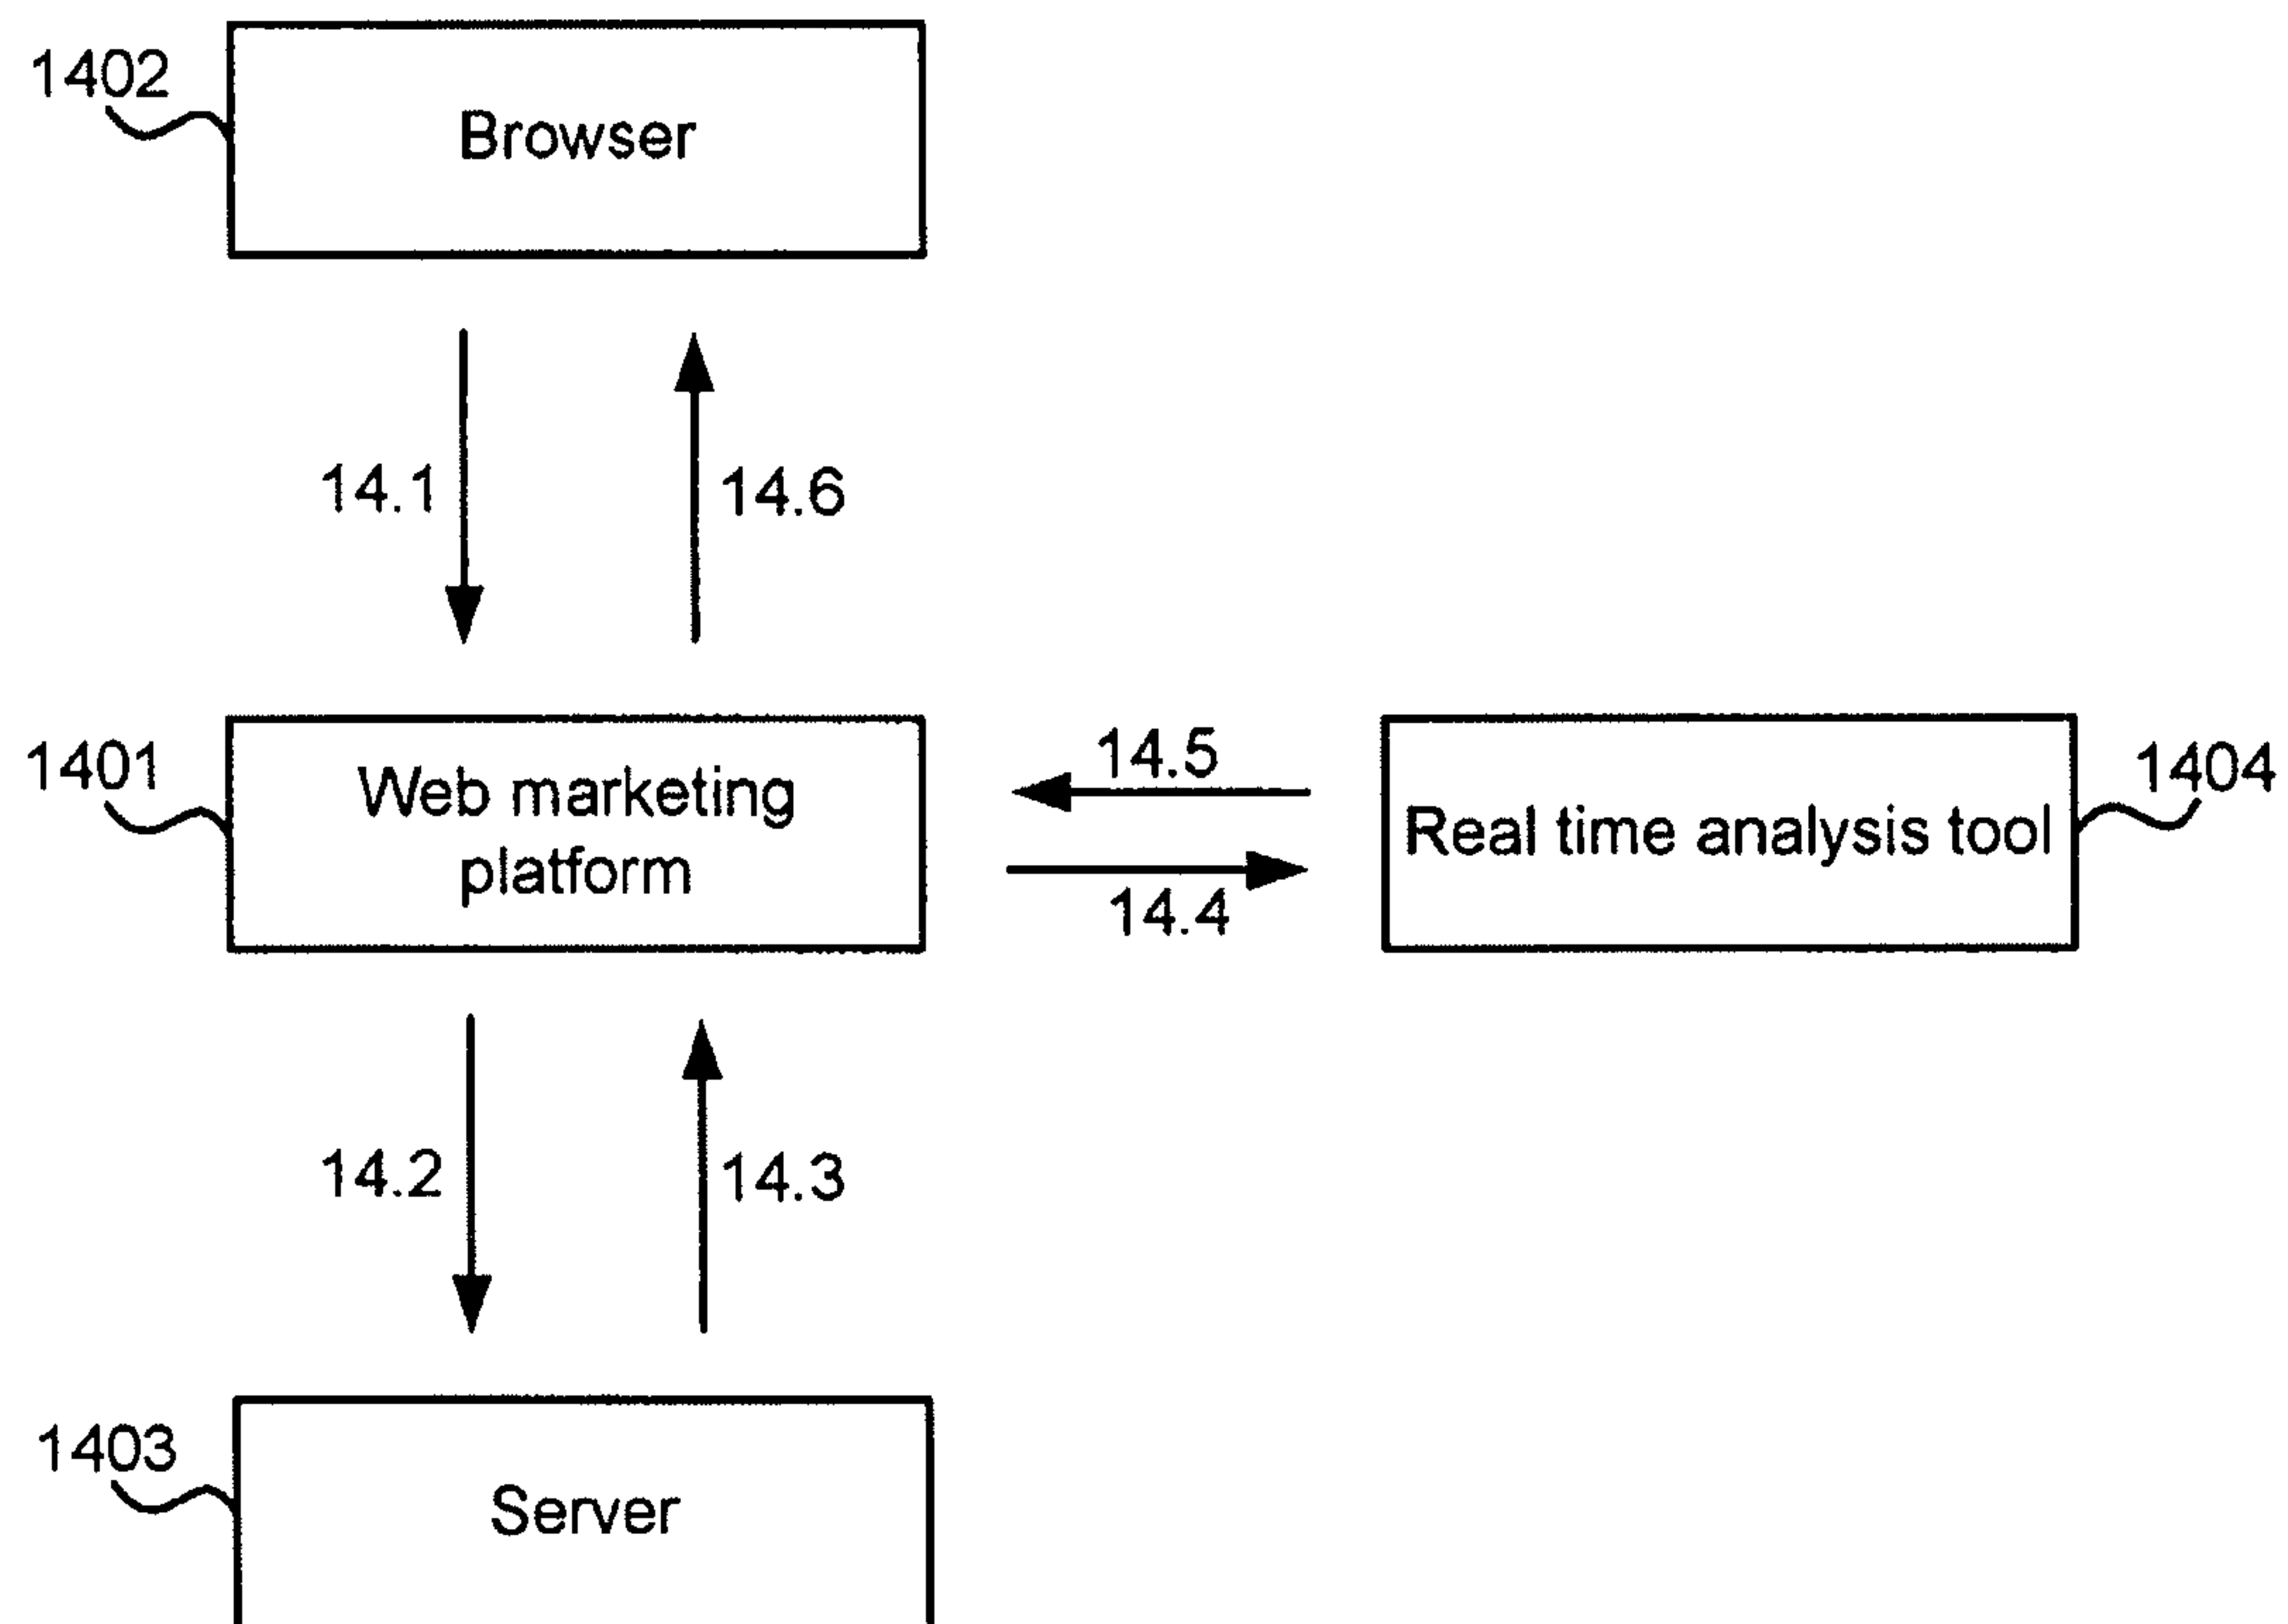 1402
Browser
14.1
14.6
1401
Web marketing
platform
14.5
14.4
Real time analysis tool
1404
14.2
14.3
1403
Server